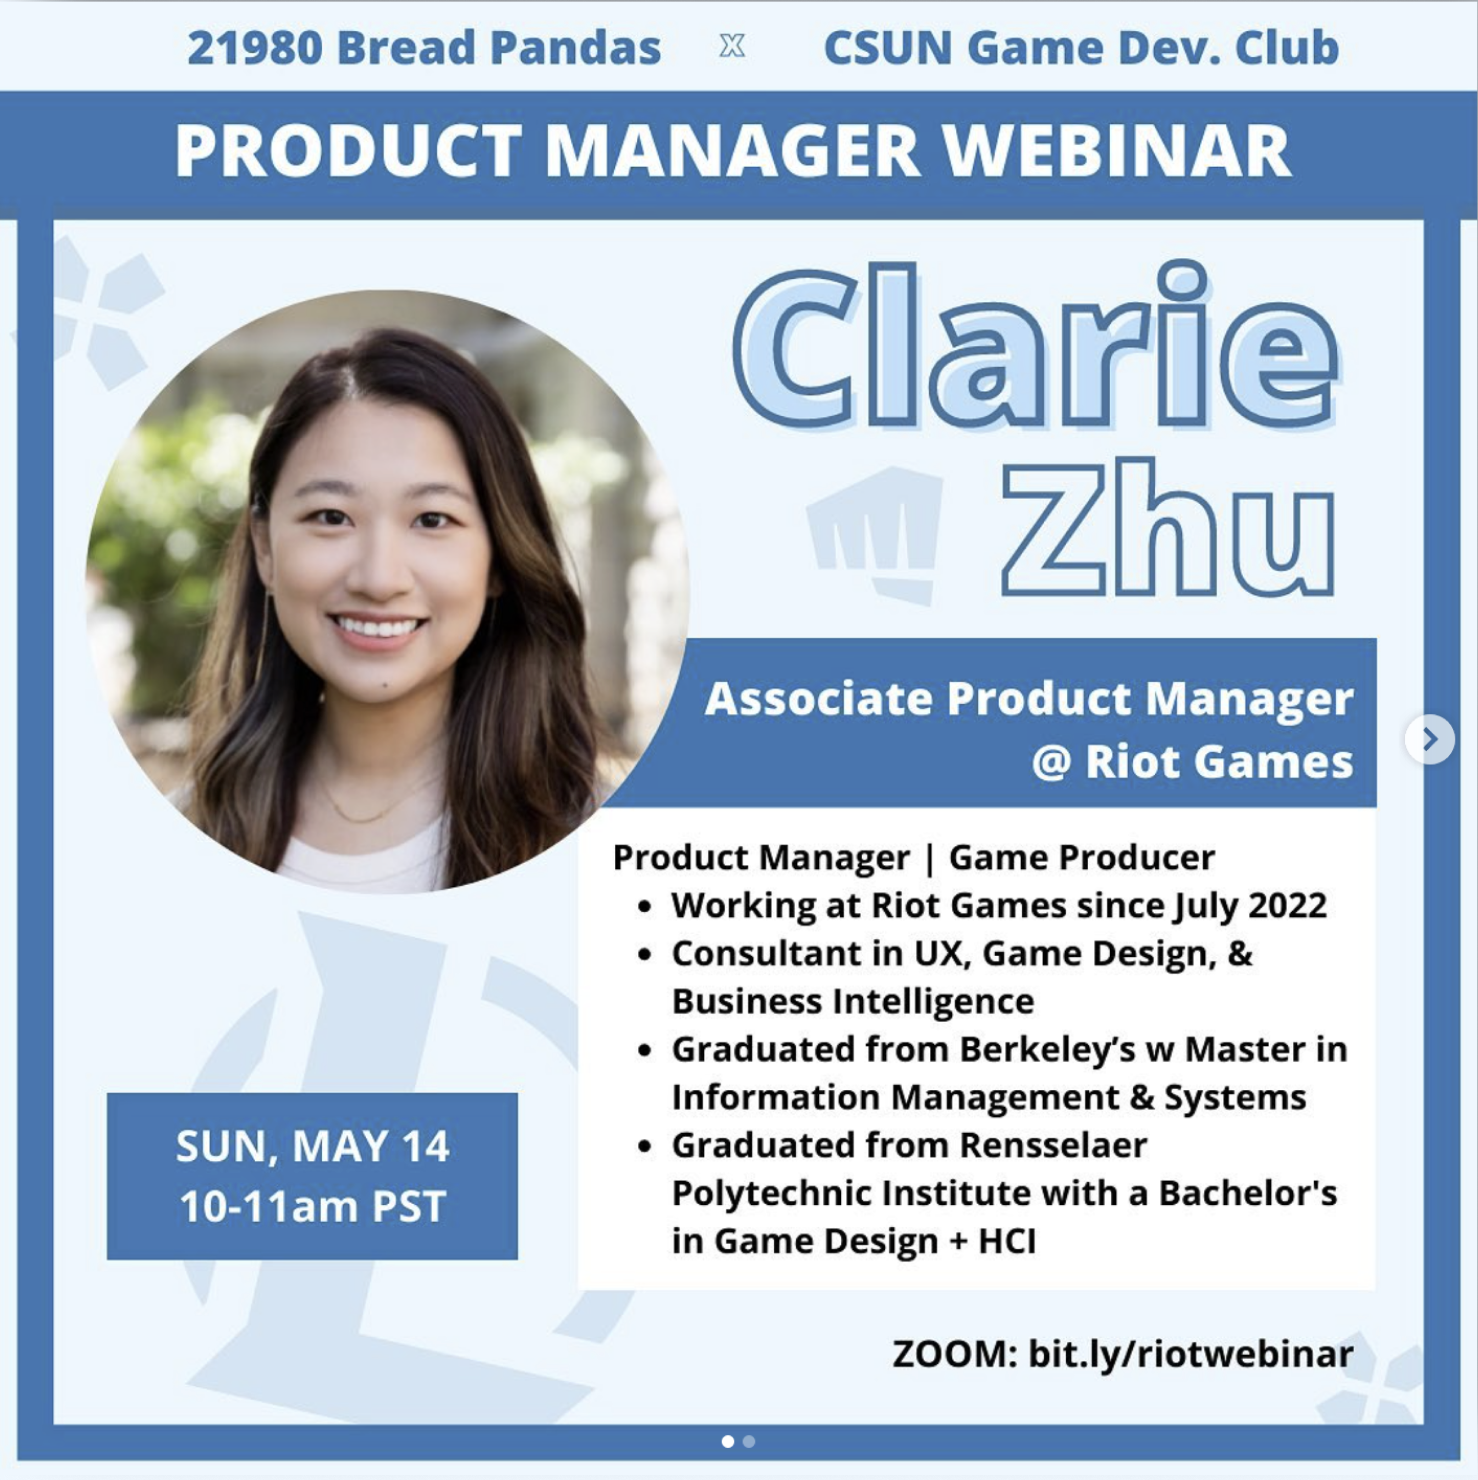 21980 Bread Pandas X CSUN Game Dev. Club
PRODUCT MANAGER WEBINAR
Clarie
Zhu
Associate Product Manager
@ Riot Games
Product Manager | Game Producer
• Working at Riot Games since July 2022
• Consultant in UX, Game Design, &
Business Intelligence
• Graduated from Berkeley’s w Master in
Information Management & Systems
• Graduated from Rensselaer
Polytechnic Institute with a Bachelor's
in Game Design + HCI
SUN, MAY 14
10-11am PST
ZOOM: bit.ly/riotwebinar